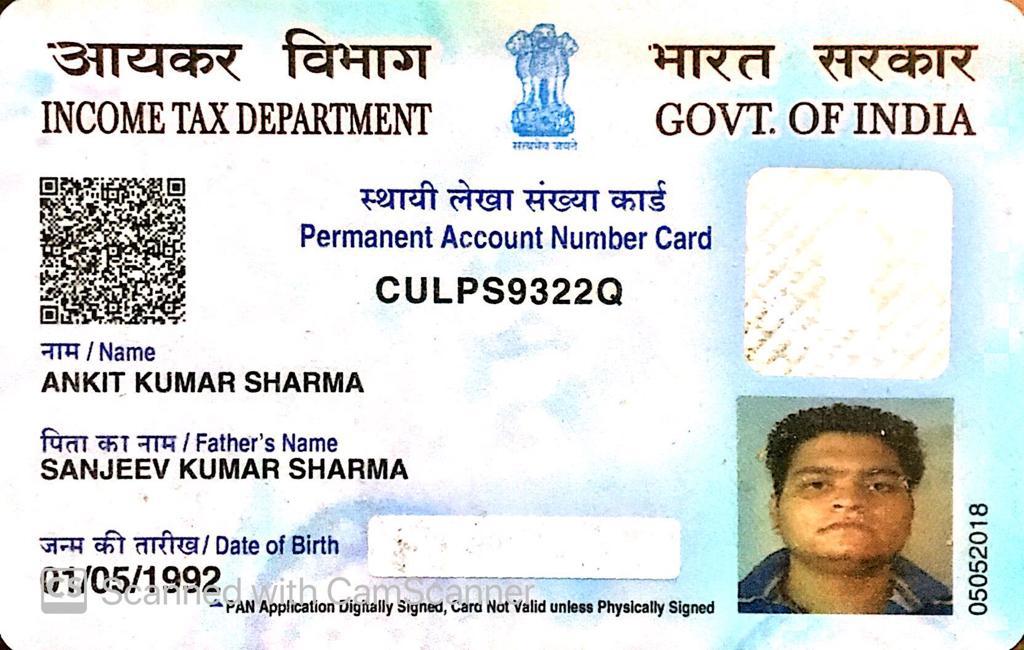 आयकर विभाग
INCOME TAX DEPARTMENT
सत्यमेव जयते
भारत सरकार
GOVT. OF INDIA
स्थायी लेखा संख्या कार्ड
Permanent Account Number Card
CULPS9322Q
नाम / Name
ANKIT KUMAR SHARMA
पिता का नाम / Father's Name
SANJEEV KUMAR SHARMA
जन्म की तारीख / Date of Birth
/05/1992
CS Scanned with CamScanner
PAN Application Digitally Signed, Card Not Valid unless Physically Signed
05052018